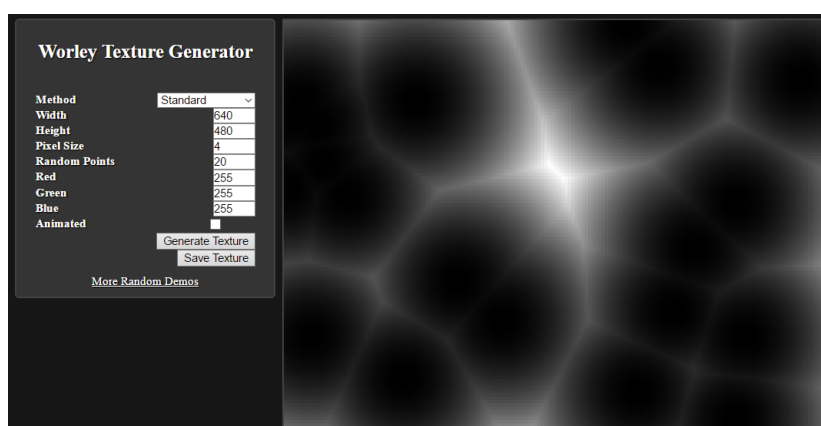 Worley Texture Generator
Method Standard
Width 640
Height 480
Pixel Size 4
Random Points 20
Red 255
Green 255
Blue 255
Animated
Generate Texture
Save Texture
More Random Demos